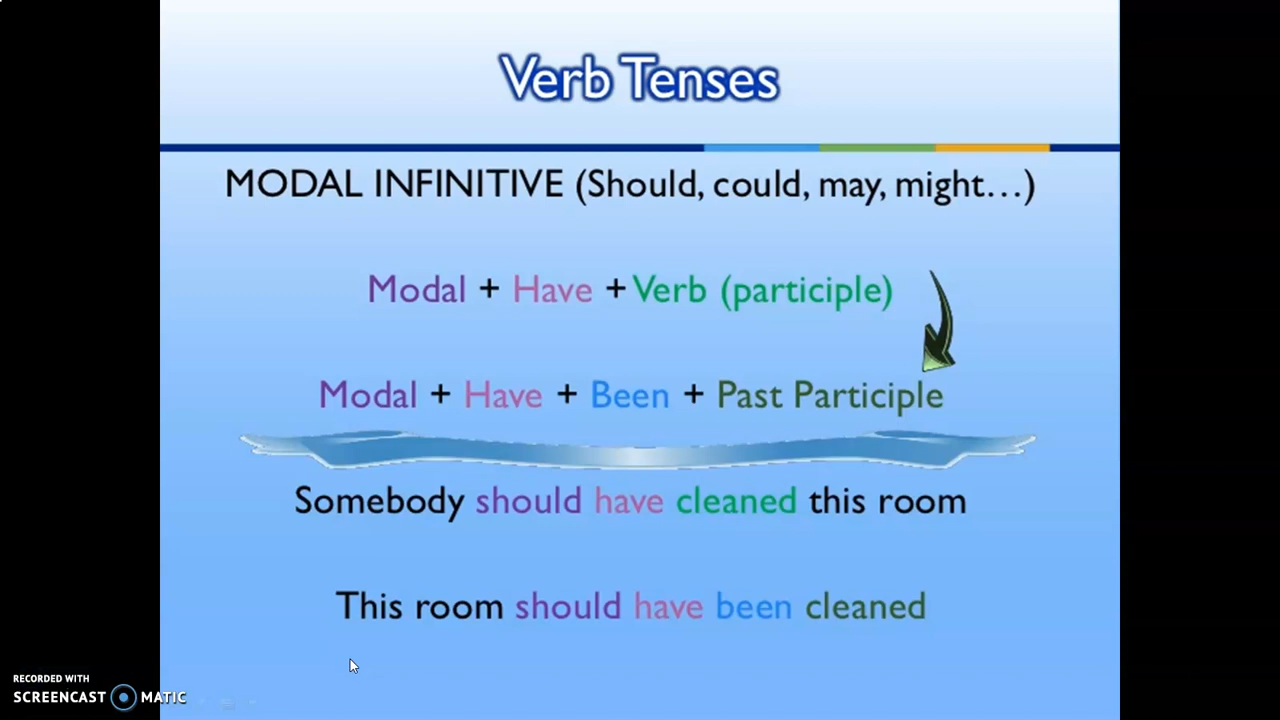 Verb Tenses
MODAL INFINITIVE (Should, could, may, might...)
Modal + Have + Verb (participle)
Modal + Have + Been + Past Participle
Somebody should have cleaned this room
This room should have been cleaned
RECORDED WITH
SCREENCAST MATIC